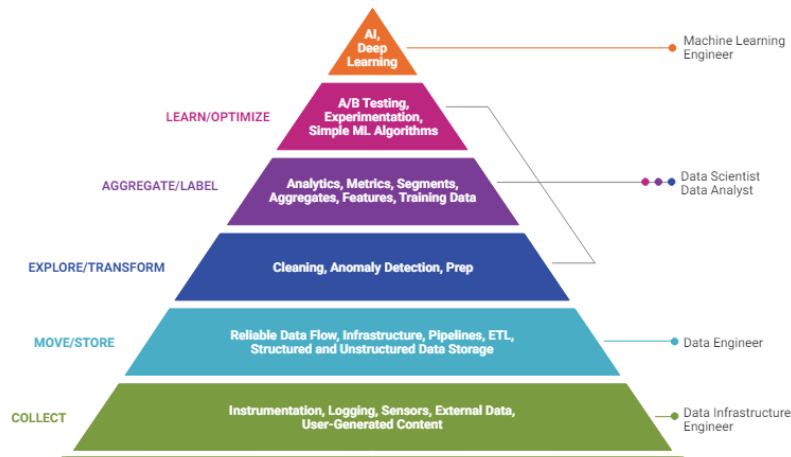 AI,
Deep
Learning
Machine Learning
Engineer
LEARN/OPTIMIZE
A/B Testing,
Experimentation,
Simple ML Algorithms
AGGREGATE/LABEL
Analytics, Metrics, Segments,
Aggregates, Features, Training Data
Data Scientist
Data Analyst
EXPLORE/TRANSFORM
Cleaning, Anomaly Detection, Prep
MOVE/STORE
Reliable Data Flow, Infrastructure, Pipelines, ETL,
Structured and Unstructured Data Storage
Data Engineer
COLLECT
Instrumentation, Logging, Sensors, External Data,
User-Generated Content
Data Infrastructure
Engineer